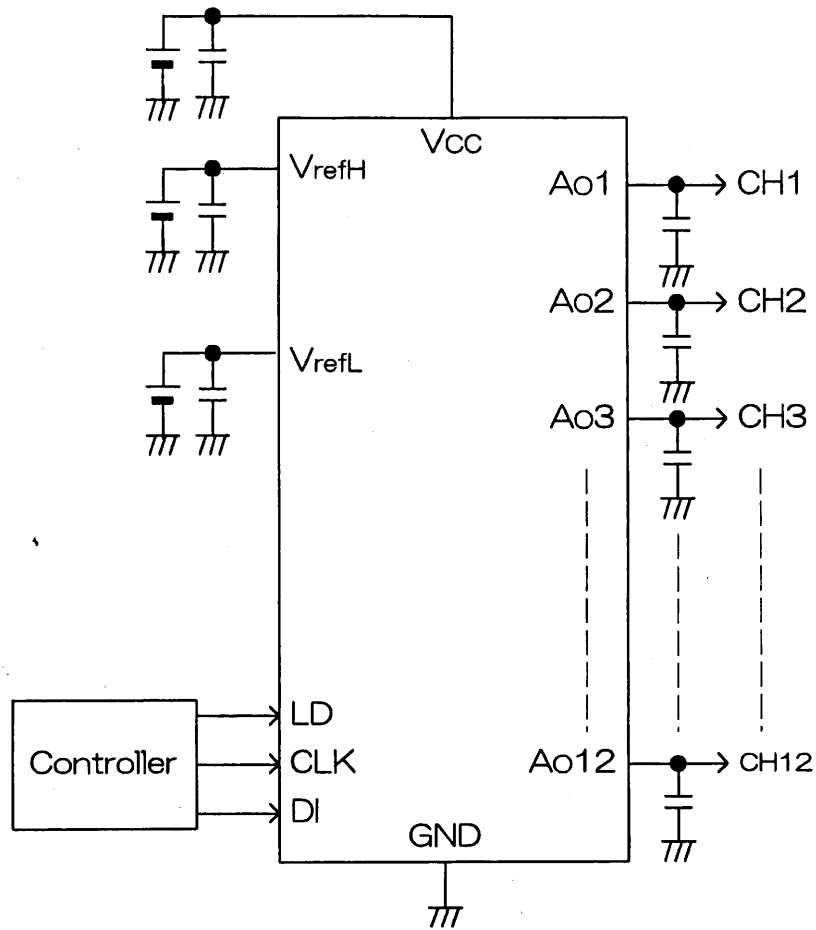 VCC
VrefH
Ao1
CH1
Ao2
CH2
VrefL
Ao3
CH3
LD
Controller
CLK
Ao12
CH12
DI
GND